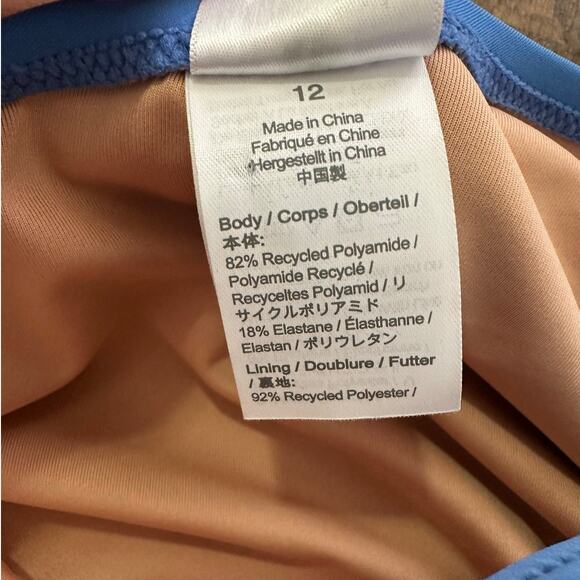 12
Made in China
Fabriqué en Chine
Hergestellt in China
中国製
Body / Corps / Oberteil /
本体:
82% Recycled Polyamide /
Polyamide Recyclé /
Recyceltes Polyamid / リ
サイクルポリアミド
18% Elastane / Élasthanne /
Elastan / ポリウレタン
Lining / Doublure / Futter
/ 裏地:
92% Recycled Polyester /